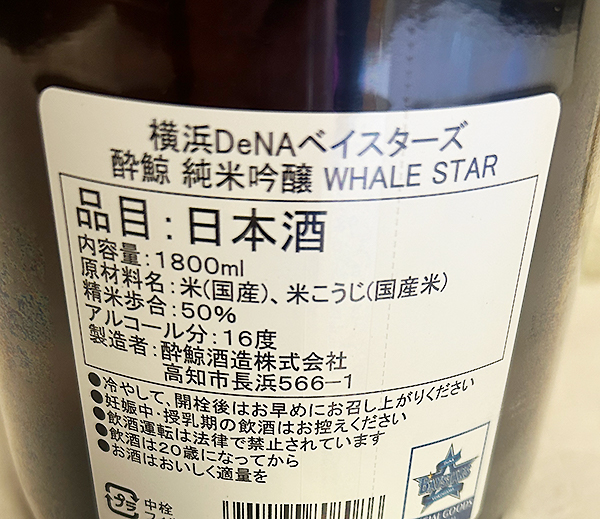 横浜DeNAベイスターズ
酔鯨 純米吟醸 WHALE STAR
品目：日本酒
内容量：1800ml
原材料名：米(国産)、米こうじ(国産米)
精米歩合：50%
アルコール分：16度
製造者：酔鯨酒造株式会社
高知市長浜566-1
●冷やして、開栓後はお早めにお召し上がりください
●妊娠中・授乳期の飲酒はお控えください
●飲酒運転は法律で禁止されています
●飲酒は20歳になってから
●お酒はおいしく適量を
プラ
中栓
BAYSTARS
GOODS